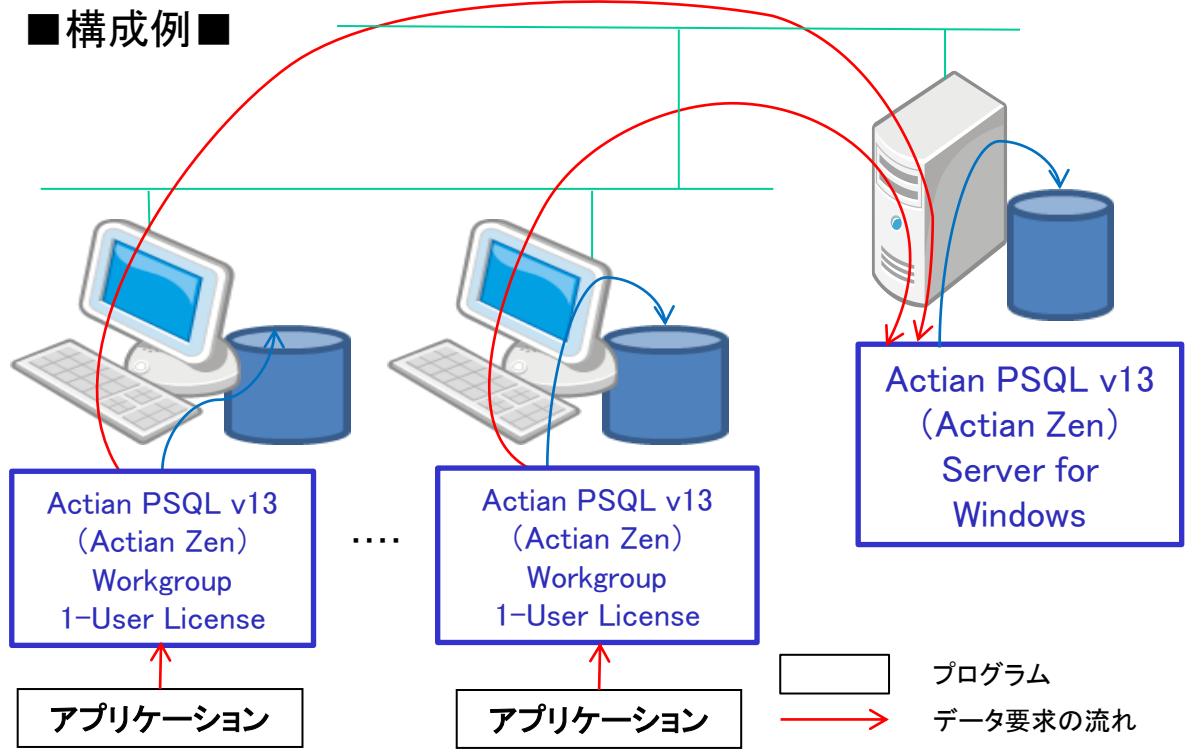 ■構成例■
Actian PSQL v13
(Actian Zen)
Server for
Windows
Actian PSQL v13
(Actian Zen)
Workgroup
1-User License
････
Actian PSQL v13
(Actian Zen)
Workgroup
1-User License
アプリケーション
アプリケーション
プログラム
データ要求の流れ